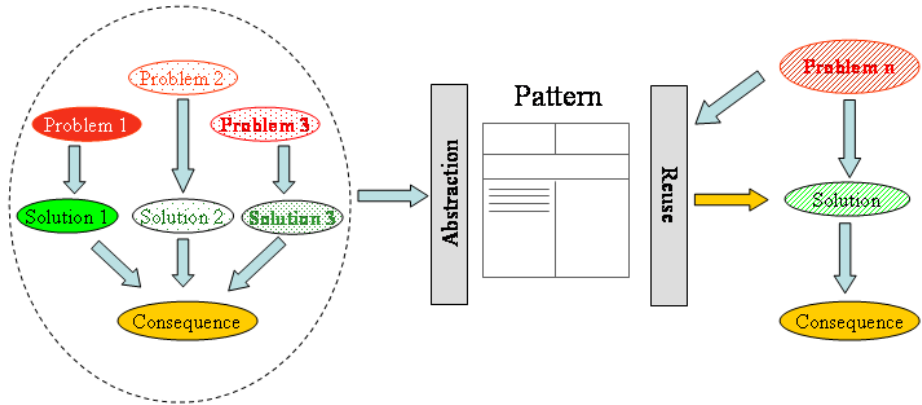 Problem 2
Problem 1
Problem 3
Solution 1
Solution 2
Solution 3
Consequence
Abstraction
Pattern
Reuse
Problem n
Solution
Consequence